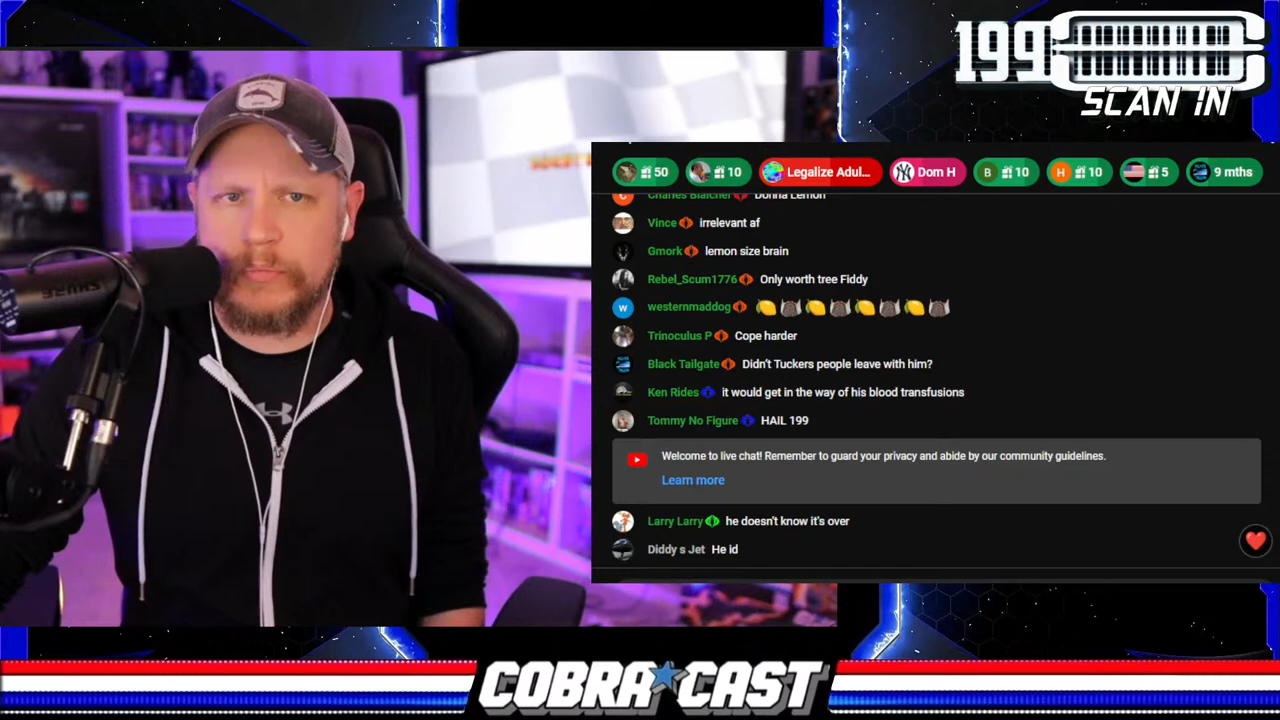 199
SCAN IN
50
10
Legalize Adul...
Dom H
B
10
H
10
5
9 mths
Charles Blalcher Donna Lemon
Vince irrelevant af
Gmork lemon size brain
Rebel_Scum1776 Only worth tree Fiddy
W westernmaddog
Trinoculus P Cope harder
Black Tailgate Didn't Tuckers people leave with him?
Ken Rides it would get in the way of his blood transfusions
Tommy No Figure HAIL 199
Welcome to live chat! Remember to guard your privacy and abide by our community guidelines.
Learn more
Larry Larry he doesn't know it's over
Diddy s Jet He id
SHURE
COBRA CAST